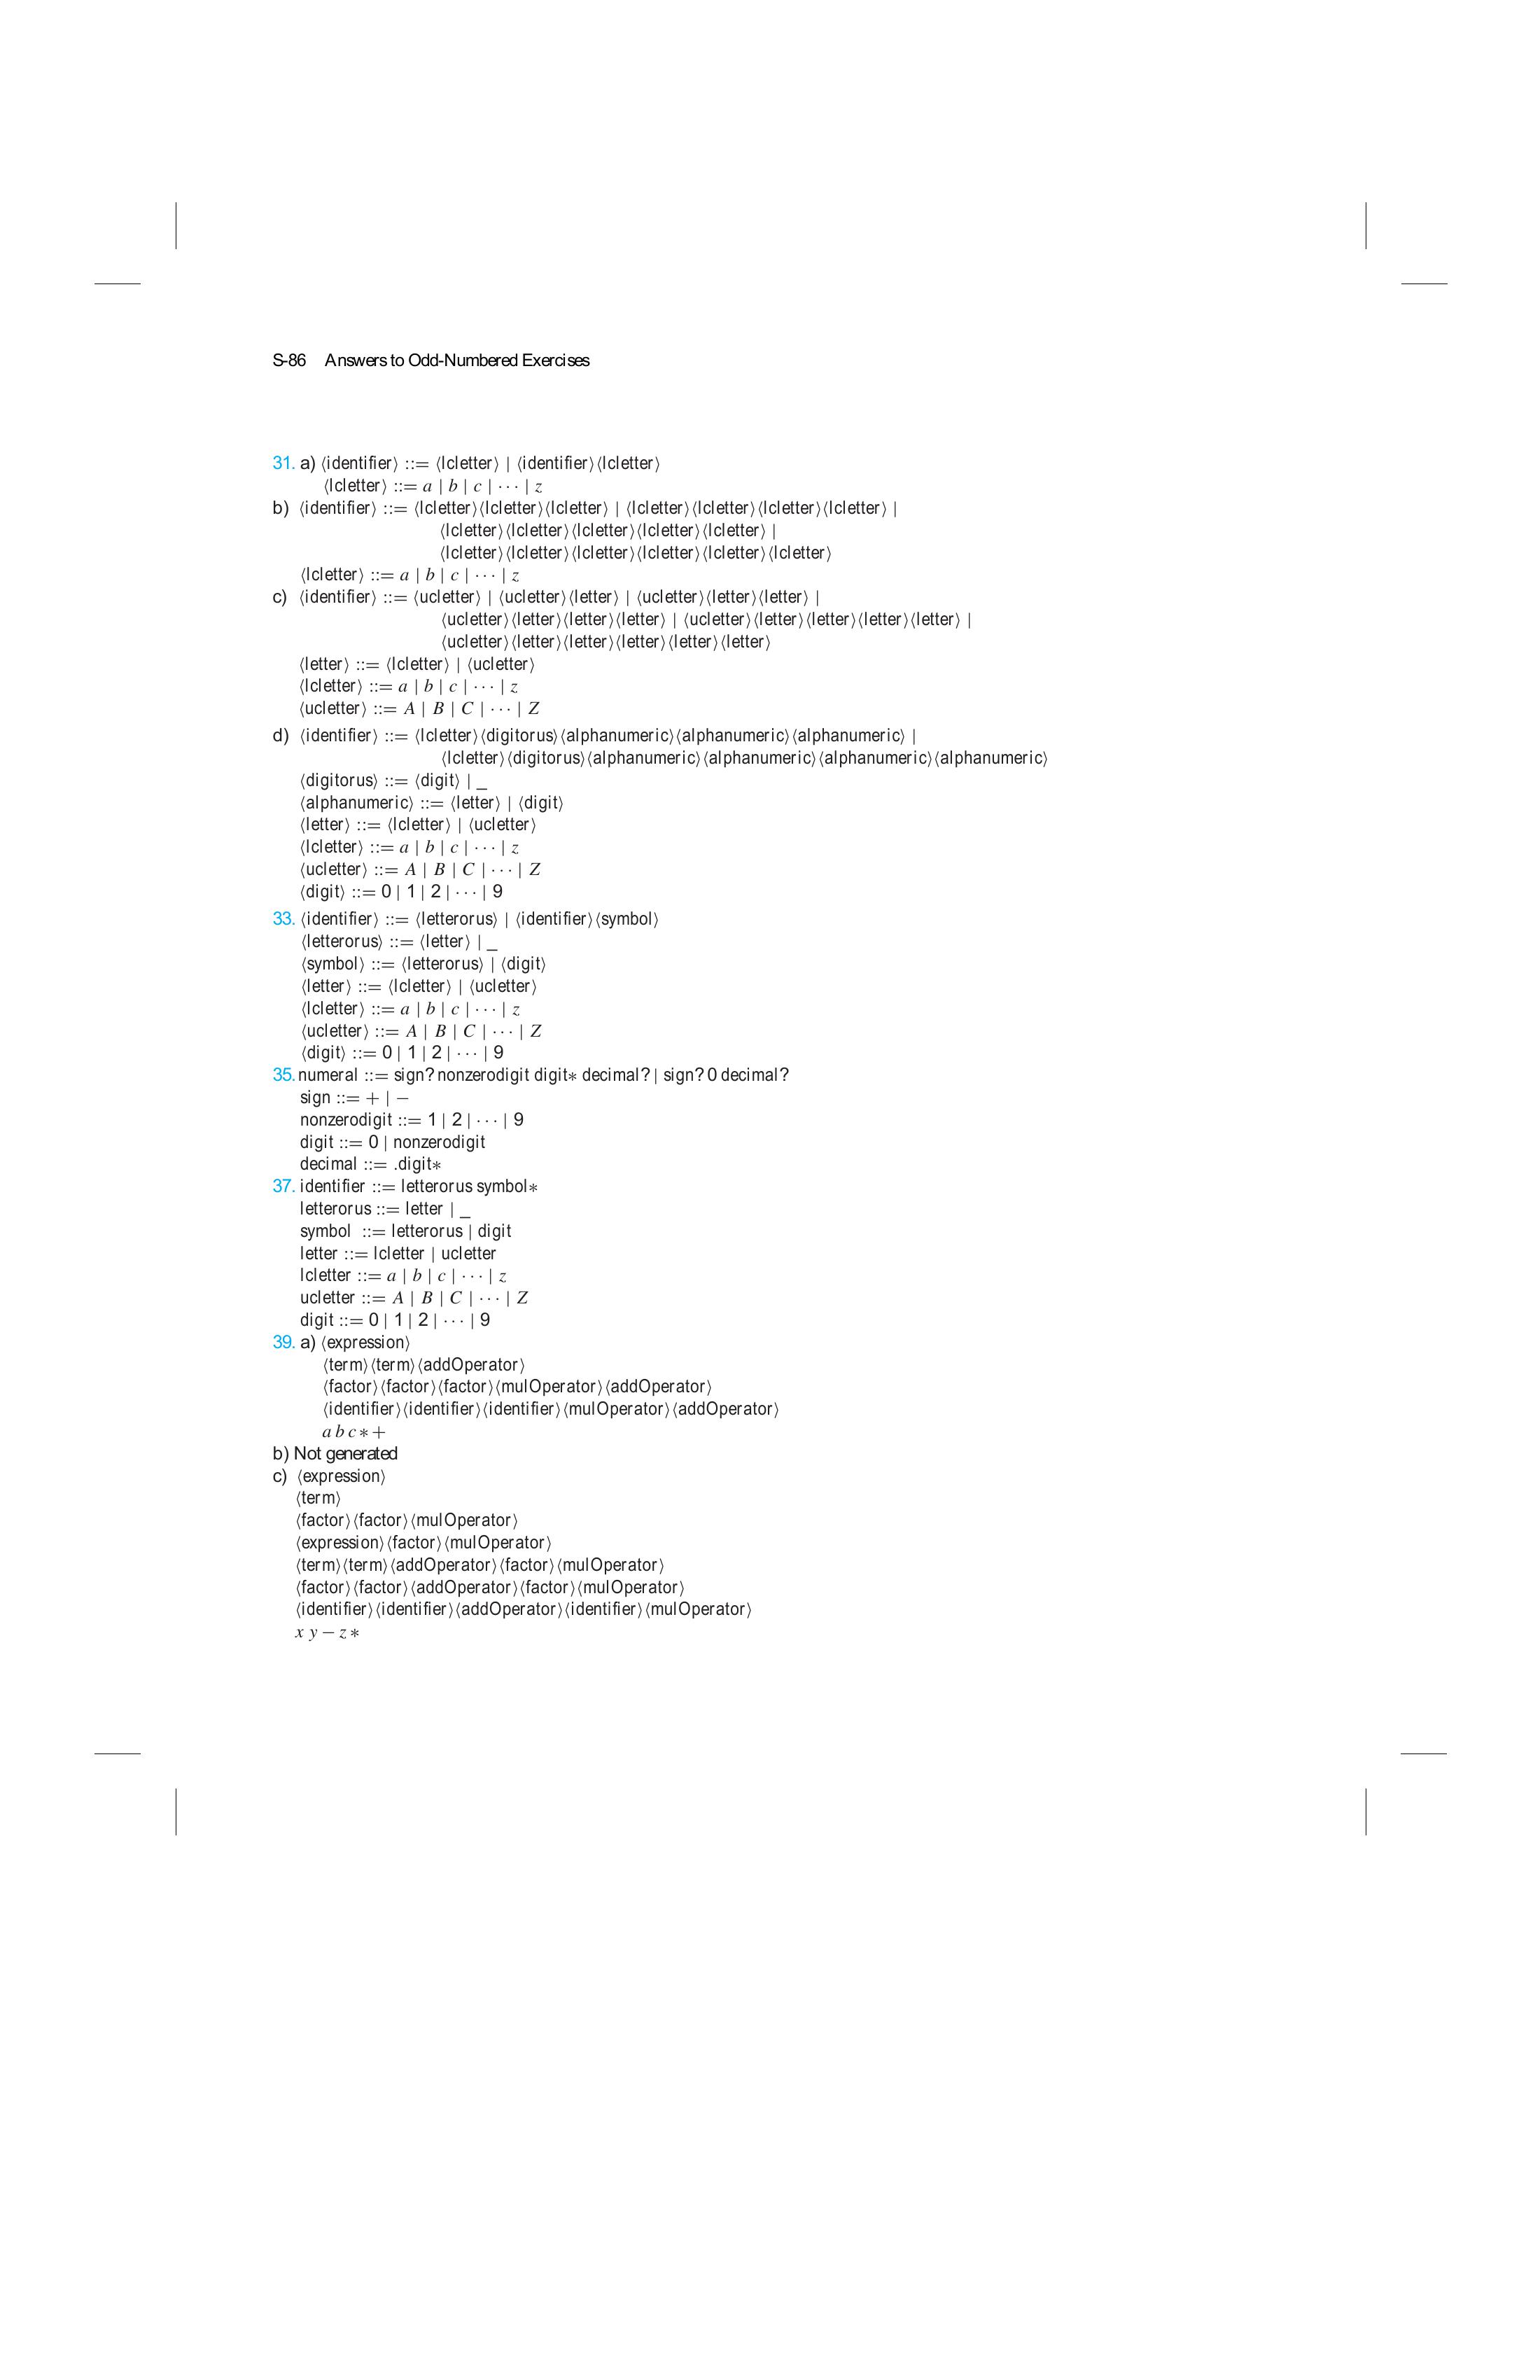 S-86 Answers to Odd-Numbered Exercises
31. a) ⟨identifier⟩ ::= ⟨lcletter⟩ | ⟨identifier⟩⟨lcletter⟩
⟨lcletter⟩ ::= a | b | c | ··· | z
b) ⟨identifier⟩ ::= ⟨lcletter⟩⟨lcletter⟩⟨lcletter⟩ | ⟨lcletter⟩⟨lcletter⟩⟨lcletter⟩⟨lcletter⟩ |
⟨lcletter⟩⟨lcletter⟩⟨lcletter⟩⟨lcletter⟩⟨lcletter⟩ |
⟨lcletter⟩⟨lcletter⟩⟨lcletter⟩⟨lcletter⟩⟨lcletter⟩⟨lcletter⟩
⟨lcletter⟩ ::= a | b | c | ··· | z
c) ⟨identifier⟩ ::= ⟨ucletter⟩ | ⟨ucletter⟩⟨letter⟩ | ⟨ucletter⟩⟨letter⟩⟨letter⟩ |
⟨ucletter⟩⟨letter⟩⟨letter⟩⟨letter⟩ | ⟨ucletter⟩⟨letter⟩⟨letter⟩⟨letter⟩⟨letter⟩ |
⟨ucletter⟩⟨letter⟩⟨letter⟩⟨letter⟩⟨letter⟩⟨letter⟩
⟨letter⟩ ::= ⟨lcletter⟩ | ⟨ucletter⟩
⟨lcletter⟩ ::= a | b | c | ··· | z
⟨ucletter⟩ ::= A | B | C | ··· | Z
d) ⟨identifier⟩ ::= ⟨lcletter⟩⟨digitorus⟩⟨alphanumeric⟩⟨alphanumeric⟩⟨alphanumeric⟩ |
⟨lcletter⟩⟨digitorus⟩⟨alphanumeric⟩⟨alphanumeric⟩⟨alphanumeric⟩⟨alphanumeric⟩
⟨digitorus⟩ ::= ⟨digit⟩ | _
⟨alphanumeric⟩ ::= ⟨letter⟩ | ⟨digit⟩
⟨letter⟩ ::= ⟨lcletter⟩ | ⟨ucletter⟩
⟨lcletter⟩ ::= a | b | c | ··· | z
⟨ucletter⟩ ::= A | B | C | ··· | Z
⟨digit⟩ ::= 0 | 1 | 2 | ··· | 9
33. ⟨identifier⟩ ::= ⟨letterorus⟩ | ⟨identifier⟩⟨symbol⟩
⟨letterorus⟩ ::= ⟨letter⟩ | _
⟨symbol⟩ ::= ⟨letterorus⟩ | ⟨digit⟩
⟨letter⟩ ::= ⟨lcletter⟩ | ⟨ucletter⟩
⟨lcletter⟩ ::= a | b | c | ··· | z
⟨ucletter⟩ ::= A | B | C | ··· | Z
⟨digit⟩ ::= 0 | 1 | 2 | ··· | 9
35. numeral ::= sign? nonzerodigit digit∗ decimal? | sign? 0 decimal?
sign ::= + | −
nonzerodigit ::= 1 | 2 | ··· | 9
digit ::= 0 | nonzerodigit
decimal ::= .digit∗
37. identifier ::= letterorus symbol∗
letterorus ::= letter | _
symbol ::= letterorus | digit
letter ::= lcletter | ucletter
lcletter ::= a | b | c | ··· | z
ucletter ::= A | B | C | ··· | Z
digit ::= 0 | 1 | 2 | ··· | 9
39. a) ⟨expression⟩
⟨term⟩⟨term⟩⟨addOperator⟩
⟨factor⟩⟨factor⟩⟨factor⟩⟨mulOperator⟩⟨addOperator⟩
⟨identifier⟩⟨identifier⟩⟨identifier⟩⟨mulOperator⟩⟨addOperator⟩
a b c ∗ +
b) Not generated
c) ⟨expression⟩
⟨term⟩
⟨factor⟩⟨factor⟩⟨mulOperator⟩
⟨expression⟩⟨factor⟩⟨mulOperator⟩
⟨term⟩⟨term⟩⟨addOperator⟩⟨factor⟩⟨mulOperator⟩
⟨factor⟩⟨factor⟩⟨addOperator⟩⟨factor⟩⟨mulOperator⟩
⟨identifier⟩⟨identifier⟩⟨addOperator⟩⟨identifier⟩⟨mulOperator⟩
x y − z ∗